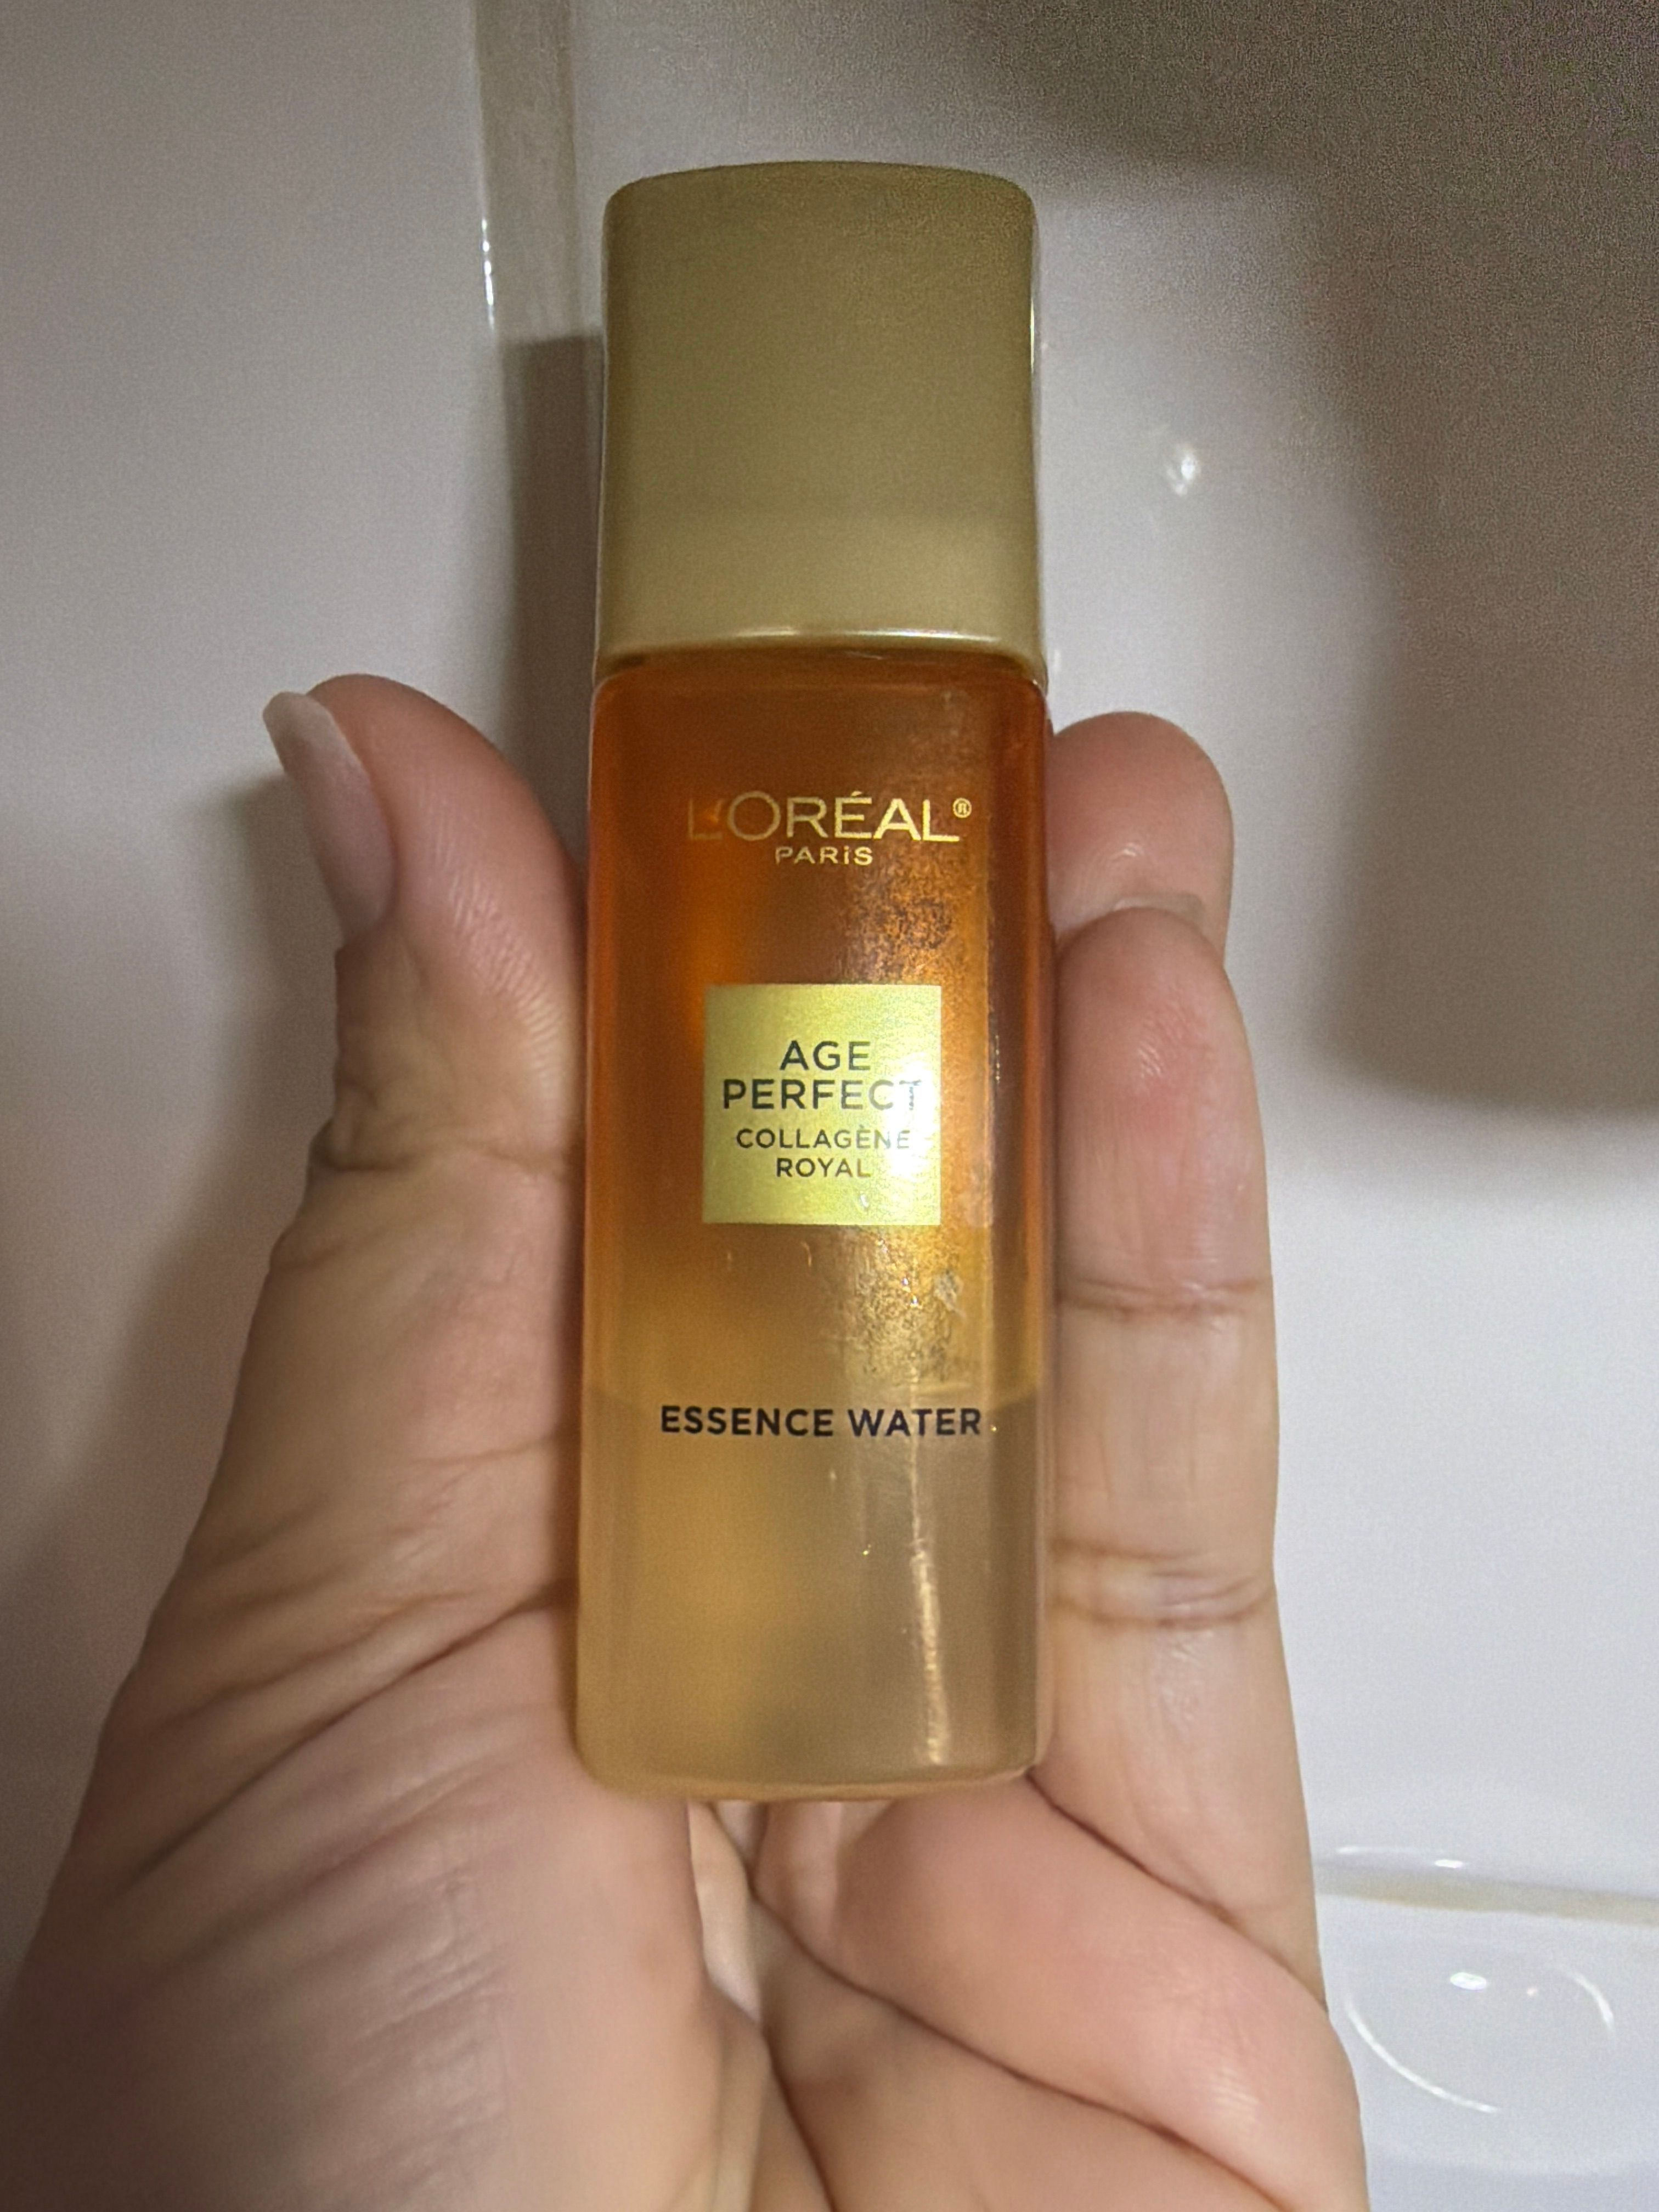 L'ORÉAL®
PARiS
AGE
PERFECT
COLLAGÈNE
ROYAL
ESSENCE WATER